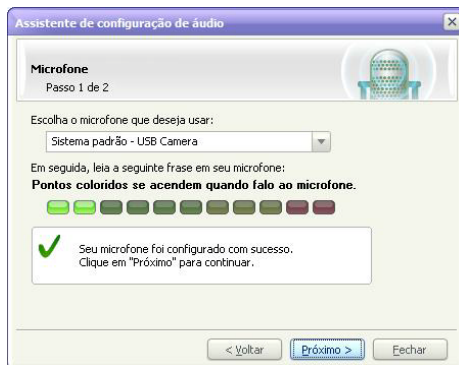 Assistente de configuração de áudio
Microfone
Passo 1 de 2
Escolha o microfone que deseja usar:
Sistema padrão - USB Camera
Em seguida, leia a seguinte frase em seu microfone:
Pontos coloridos se acendem quando falo ao microfone.
Seu microfone foi configurado com sucesso.
Clique em "Próximo" para continuar.
< Voltar Próximo > Fechar